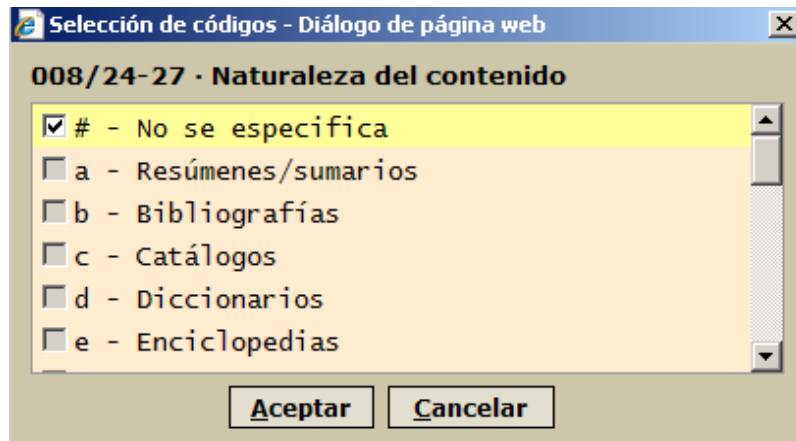 Selección de códigos - Diálogo de página web
008/24-27 · Naturaleza del contenido
# - No se especifica
a - Resúmenes/sumarios
b - Bibliografías
c - Catálogos
d - Diccionarios
e - Enciclopedias
Aceptar Cancelar